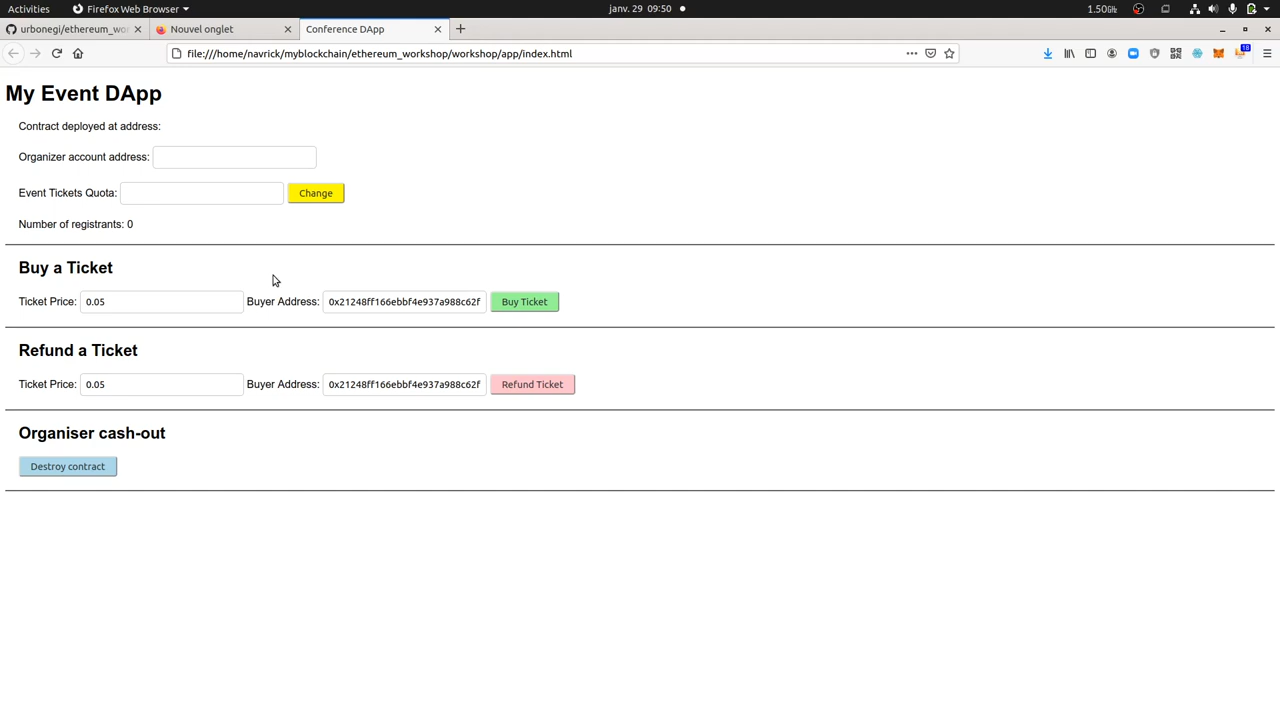 Activities Firefox Web Browser janv. 29 09:50 1.50GHz
urbonegi/ethereum_wor Nouvel onglet Conference DApp
file:///home/navrick/myblockchain/ethereum_workshop/workshop/app/index.html 18
My Event DApp
Contract deployed at address:
Organizer account address:
Event Tickets Quota: Change
Number of registrants: 0
Buy a Ticket
Ticket Price: 0.05 Buyer Address: 0x21248ff166ebbf4e937a988c62f Buy Ticket
Refund a Ticket
Ticket Price: 0.05 Buyer Address: 0x21248ff166ebbf4e937a988c62f Refund Ticket
Organiser cash-out
Destroy contract